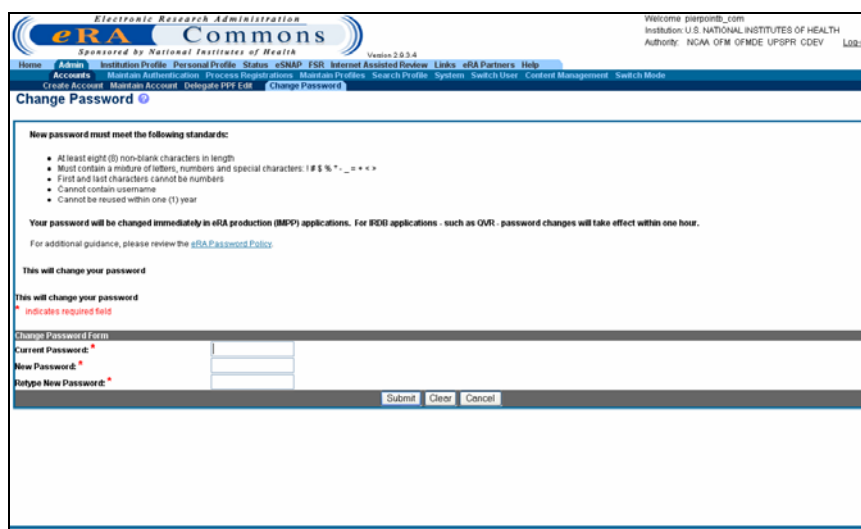 Electronic Research Administration
eRA Commons
Sponsored by National Institutes of Health
Version 2.6.3.4
Welcome pierpointb_com
Institution: U.S. NATIONAL INSTITUTES OF HEALTH
Authority: NCAA OFM OFMDE UPSPR CDEV
Home Admin Institution Profile Personal Profile Status eSNAP FSR Internet Assisted Review Links eRA Partners Help
Accounts Maintain Authentication Process Registrations Maintain Profiles Search Profile System Switch User Content Management Switch Mode
Create Account Maintain Account Delegate PPF Edit Change Password
Change Password ?
New password must meet the following standards:
• At least eight (8) non-blank characters in length
• Must contain a mixture of letters, numbers and special characters: ! # $ % * - _ = + < >
• First and last characters cannot be numbers
• Cannot contain username
• Cannot be reused within one (1) year
Your password will be changed immediately in eRA production (IMPP) applications. For IRDB applications - such as QVR - password changes will take effect within one hour.
For additional guidance, please review the eRA Password Policy.
This will change your password
This will change your password
* indicates required field
Change Password Form
Current Password: *
New Password: *
Retype New Password: *
Submit Clear Cancel